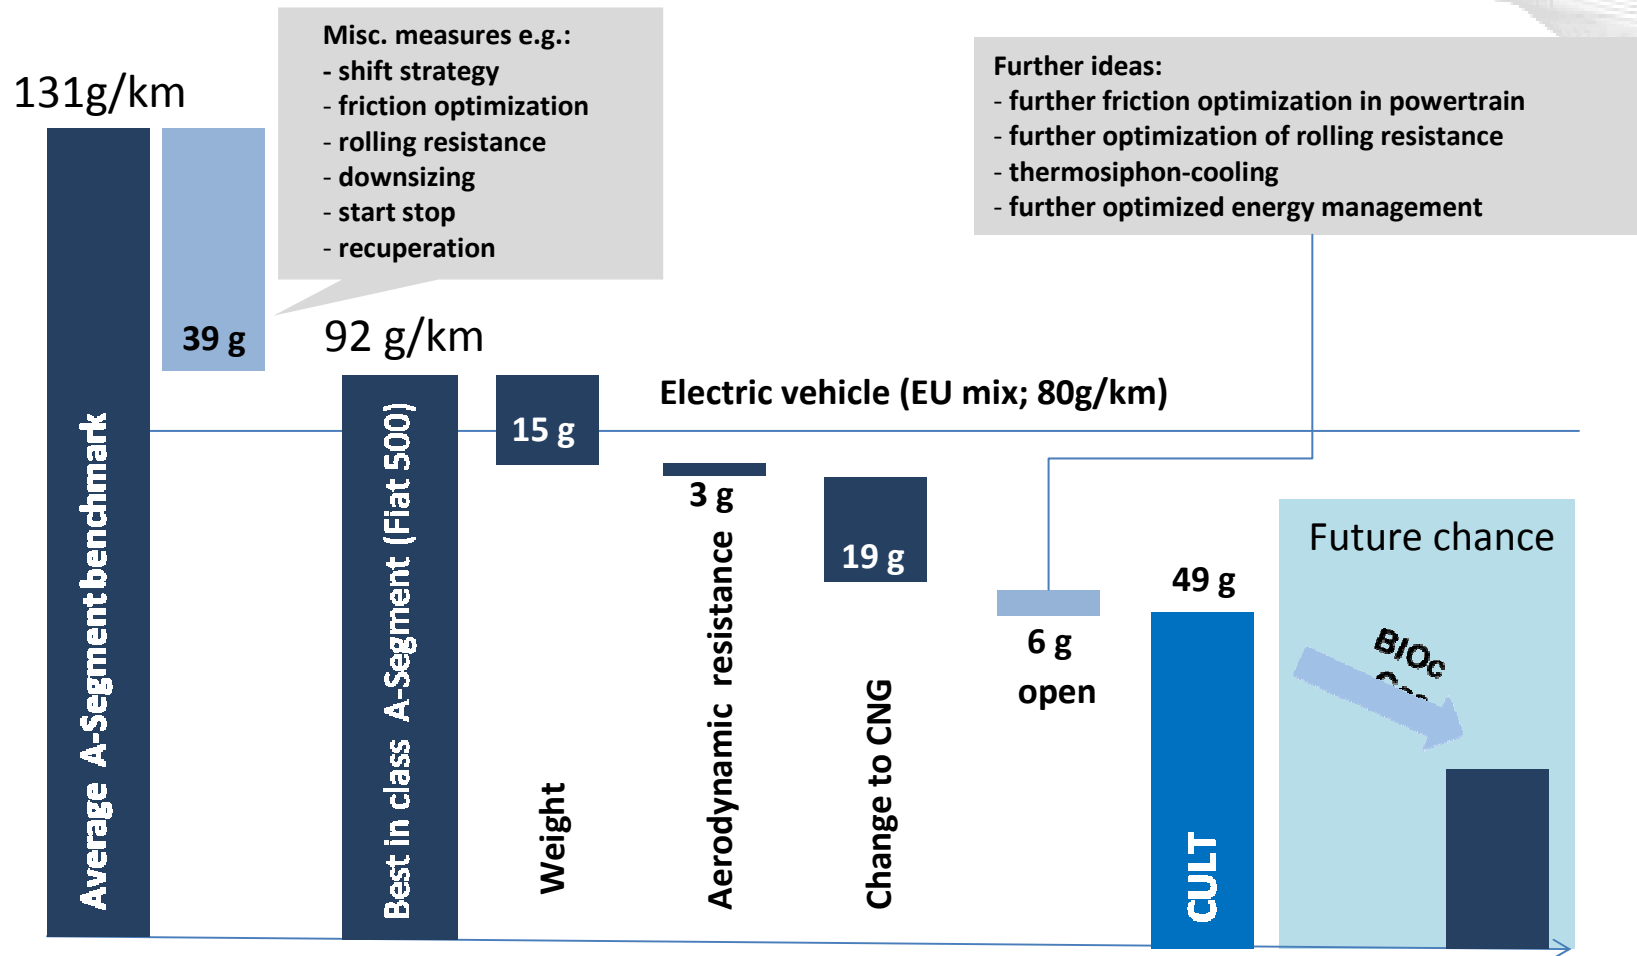 Misc. measures e.g.:
- shift strategy
- friction optimization
- rolling resistance
- downsizing
- start stop
- recuperation
Further ideas:
- further friction optimization in powertrain
- further optimization of rolling resistance
- thermosiphon-cooling
- further optimized energy management
131g/km
39 g
92 g/km
Electric vehicle (EU mix; 80g/km)
15 g
3 g
19 g
6 g
open
49 g
Future chance
Average A-Segment benchmark
Best in class A-Segment (Fiat 500)
Weight
Aerodynamic resistance
Change to CNG
CULT